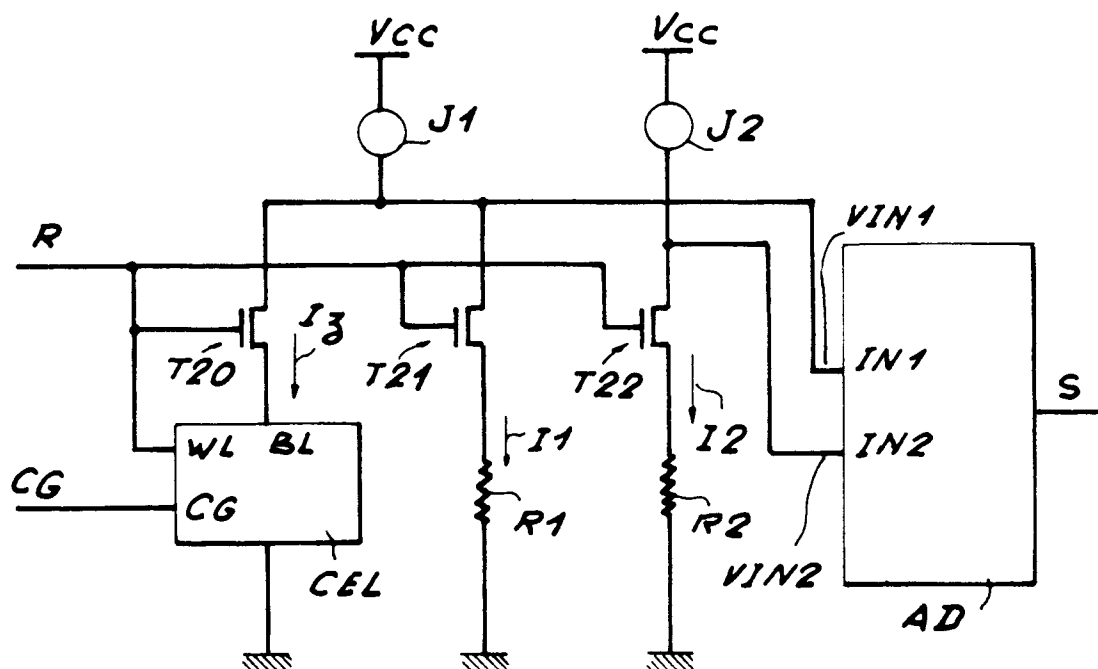 Vcc
Vcc
J1
J2
R
VIN1
I3
T20
T21
T22
IN1
S
WL
BL
I1
I2
IN2
CG
CG
R1
R2
CEL
VIN2
AD